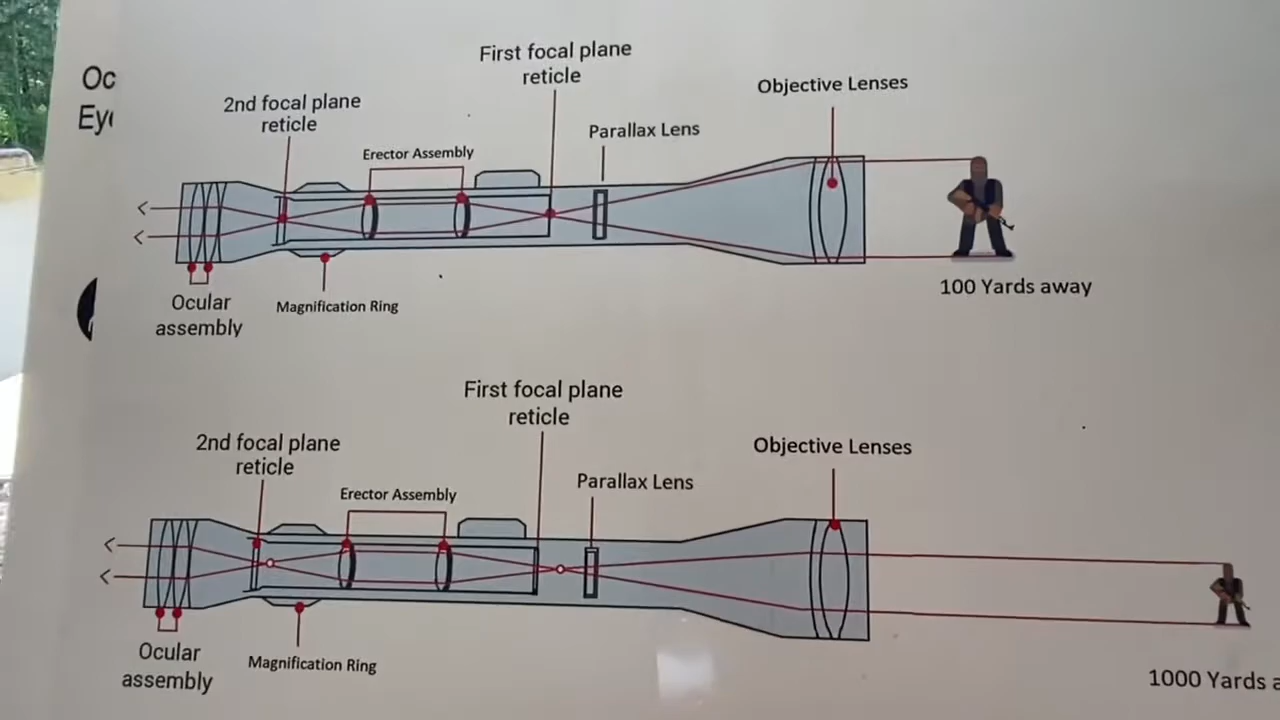 First focal plane
reticle
Objective Lenses
2nd focal plane
reticle
Parallax Lens
Erector Assembly
100 Yards away
Ocular
assembly
Magnification Ring
First focal plane
reticle
2nd focal plane
reticle
Objective Lenses
Parallax Lens
Erector Assembly
Ocular
assembly
Magnification Ring
1000 Yards a